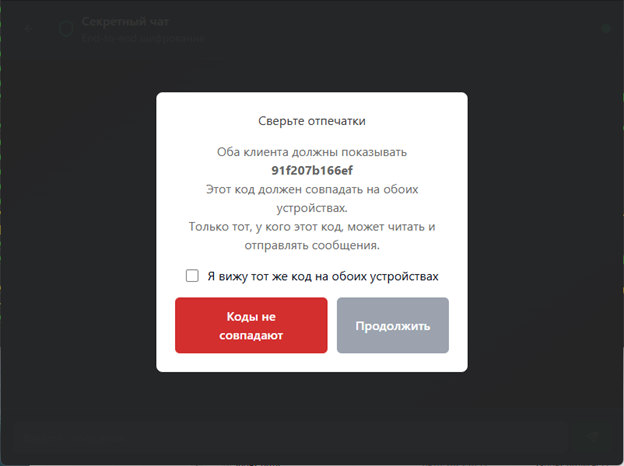 Секретный чат
Сверьте отпечатки
Оба клиента должны показывать
91f207b166ef
Этот код должен совпадать на обоих
устройствах.
Только тот, у кого этот код, может читать и
отправлять сообщения.
Я вижу тот же код на обоих устройствах
Коды не
совпадают
Продолжить